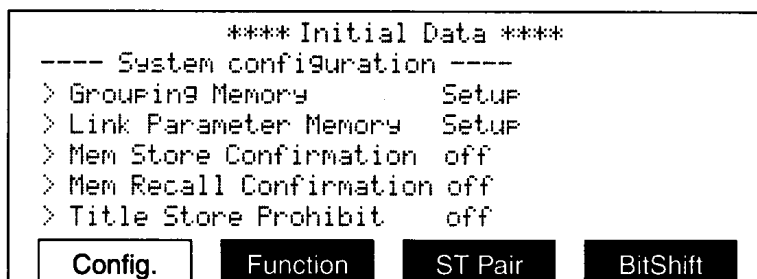 **** Initial Data ****
---- System configuration ----
> Grouping Memory Setup
> Link Parameter Memory Setup
> Mem Store Confirmation off
> Mem Recall Confirmation off
> Title Store Prohibit off
Config. Function ST Pair BitShift